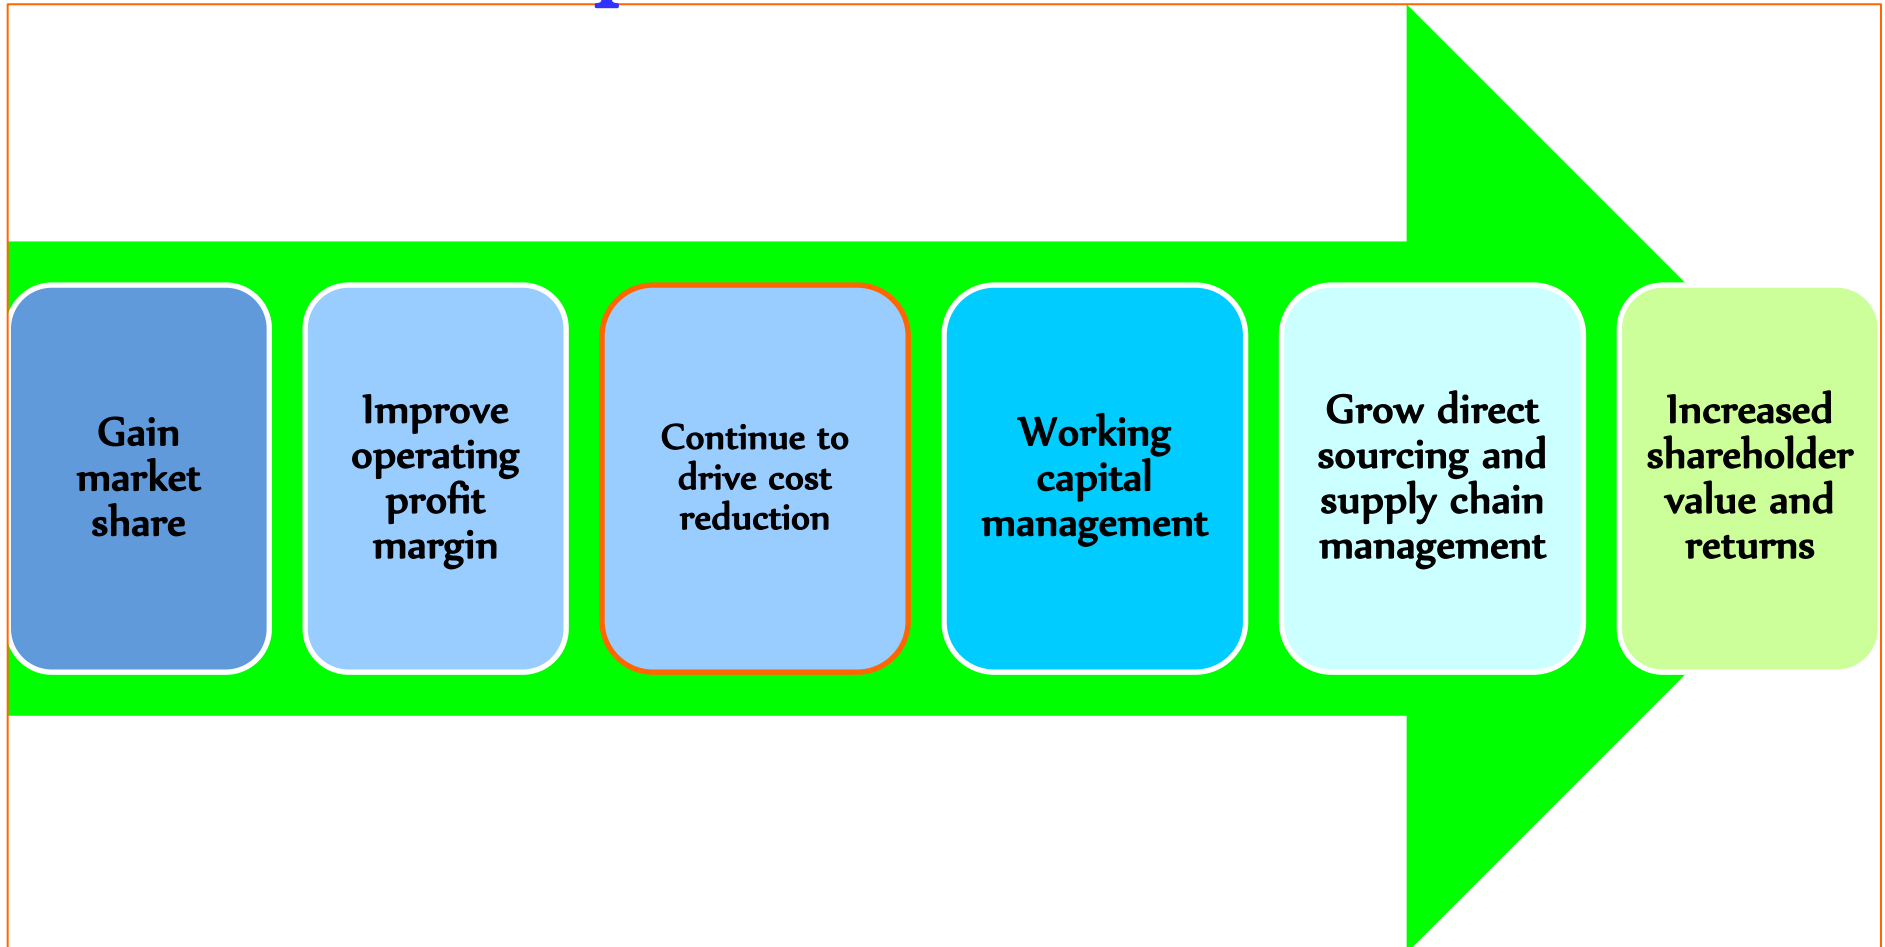 Gain
market
share
Improve
operating
profit
margin
Continue to
drive cost
reduction
Working
capital
management
Grow direct
sourcing and
supply chain
management
Increased
shareholder
value and
returns